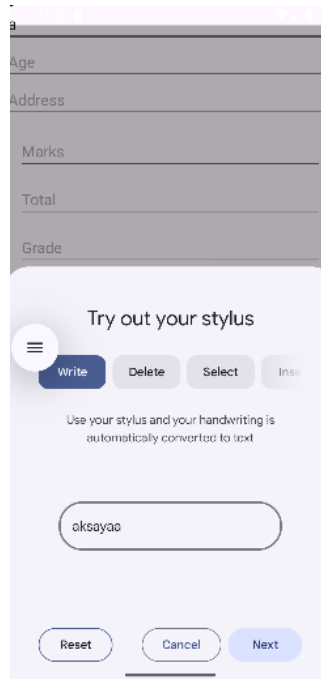 a
Age
Address
Marks
Total
Grade
Try out your stylus
Write Delete Select Inse
Use your stylus and your handwriting is
automatically converted to text
aksayaa
Reset Cancel Next